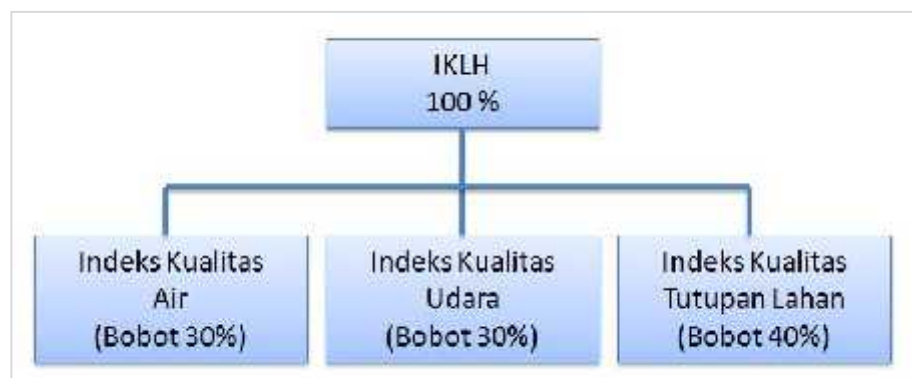 IKLH
100 %
Indeks Kualitas
Air
(Bobot 30%)
Indeks Kualitas
Udara
(Bobot 30%)
Indeks Kualitas
Tutupan Lahan
(Bobot 40%)